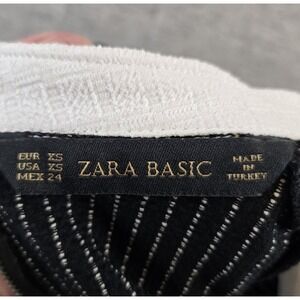 EUR XS
USA XS
MEX 24
ZARA BASIC
MADE
IN
TURKEY